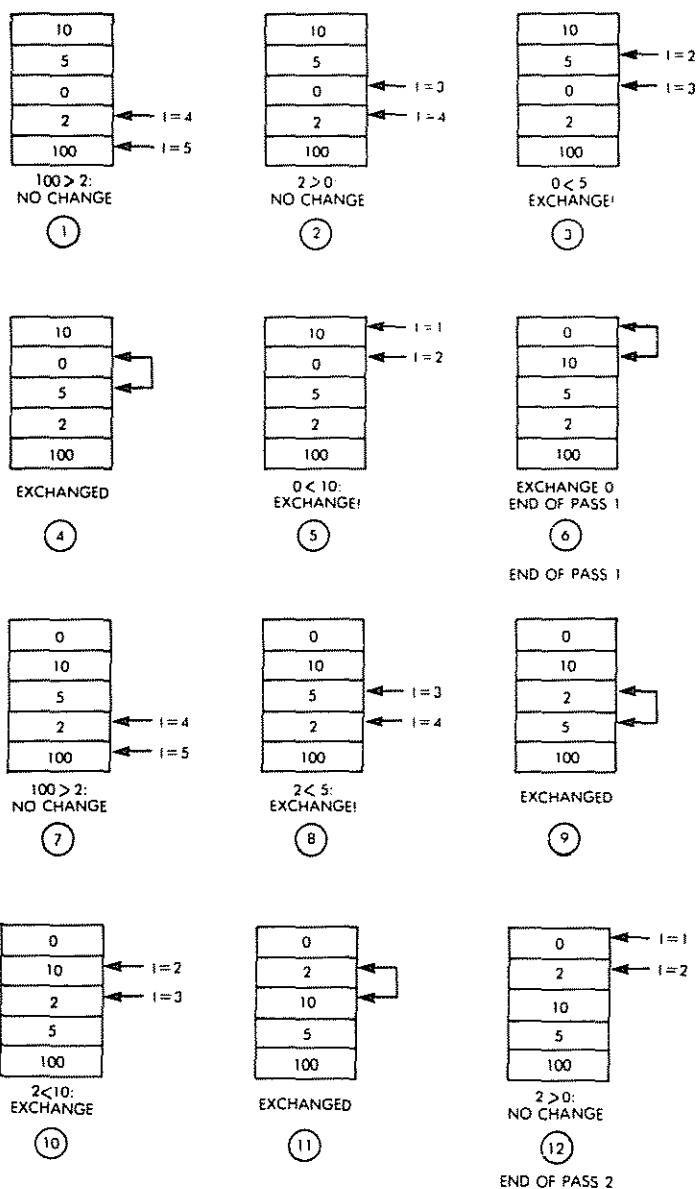 10
5
0
2
100
I=4
I=5
100 > 2:
NO CHANGE
1
10
5
0
2
100
I=3
I=4
2 > 0:
NO CHANGE
2
10
5
0
2
100
I=2
I=3
0 < 5
EXCHANGE!
3
10
0
5
2
100
EXCHANGED
4
10
0
5
2
100
I=1
I=2
0 < 10:
EXCHANGE!
5
0
10
5
2
100
EXCHANGE 0
END OF PASS 1
6
END OF PASS 1
0
10
5
2
100
I=4
I=5
100 > 2:
NO CHANGE
7
0
10
5
2
100
I=3
I=4
2 < 5:
EXCHANGE!
8
0
10
2
5
100
EXCHANGED
9
0
10
2
5
100
I=2
I=3
2<10:
EXCHANGE
10
0
2
10
5
100
EXCHANGED
11
0
2
10
5
100
I=1
I=2
2 > 0:
NO CHANGE
12
END OF PASS 2